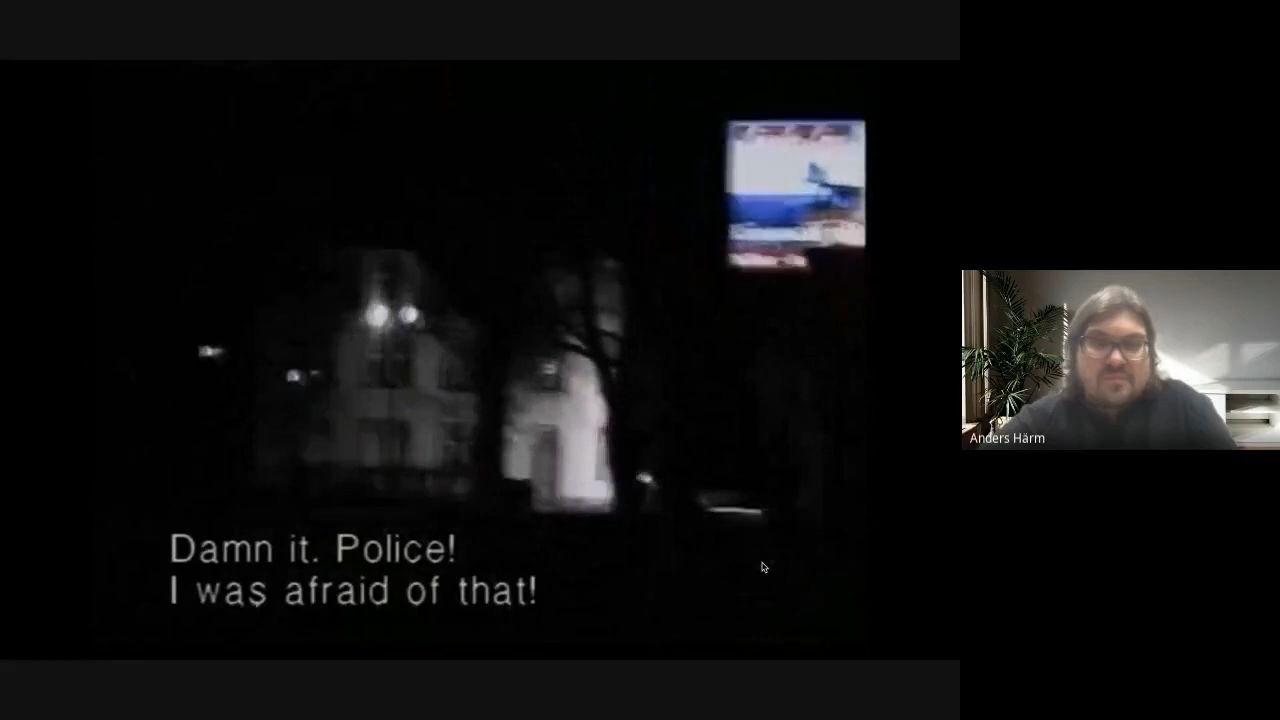 Damn it. Police!
I was afraid of that!
Anders Härm